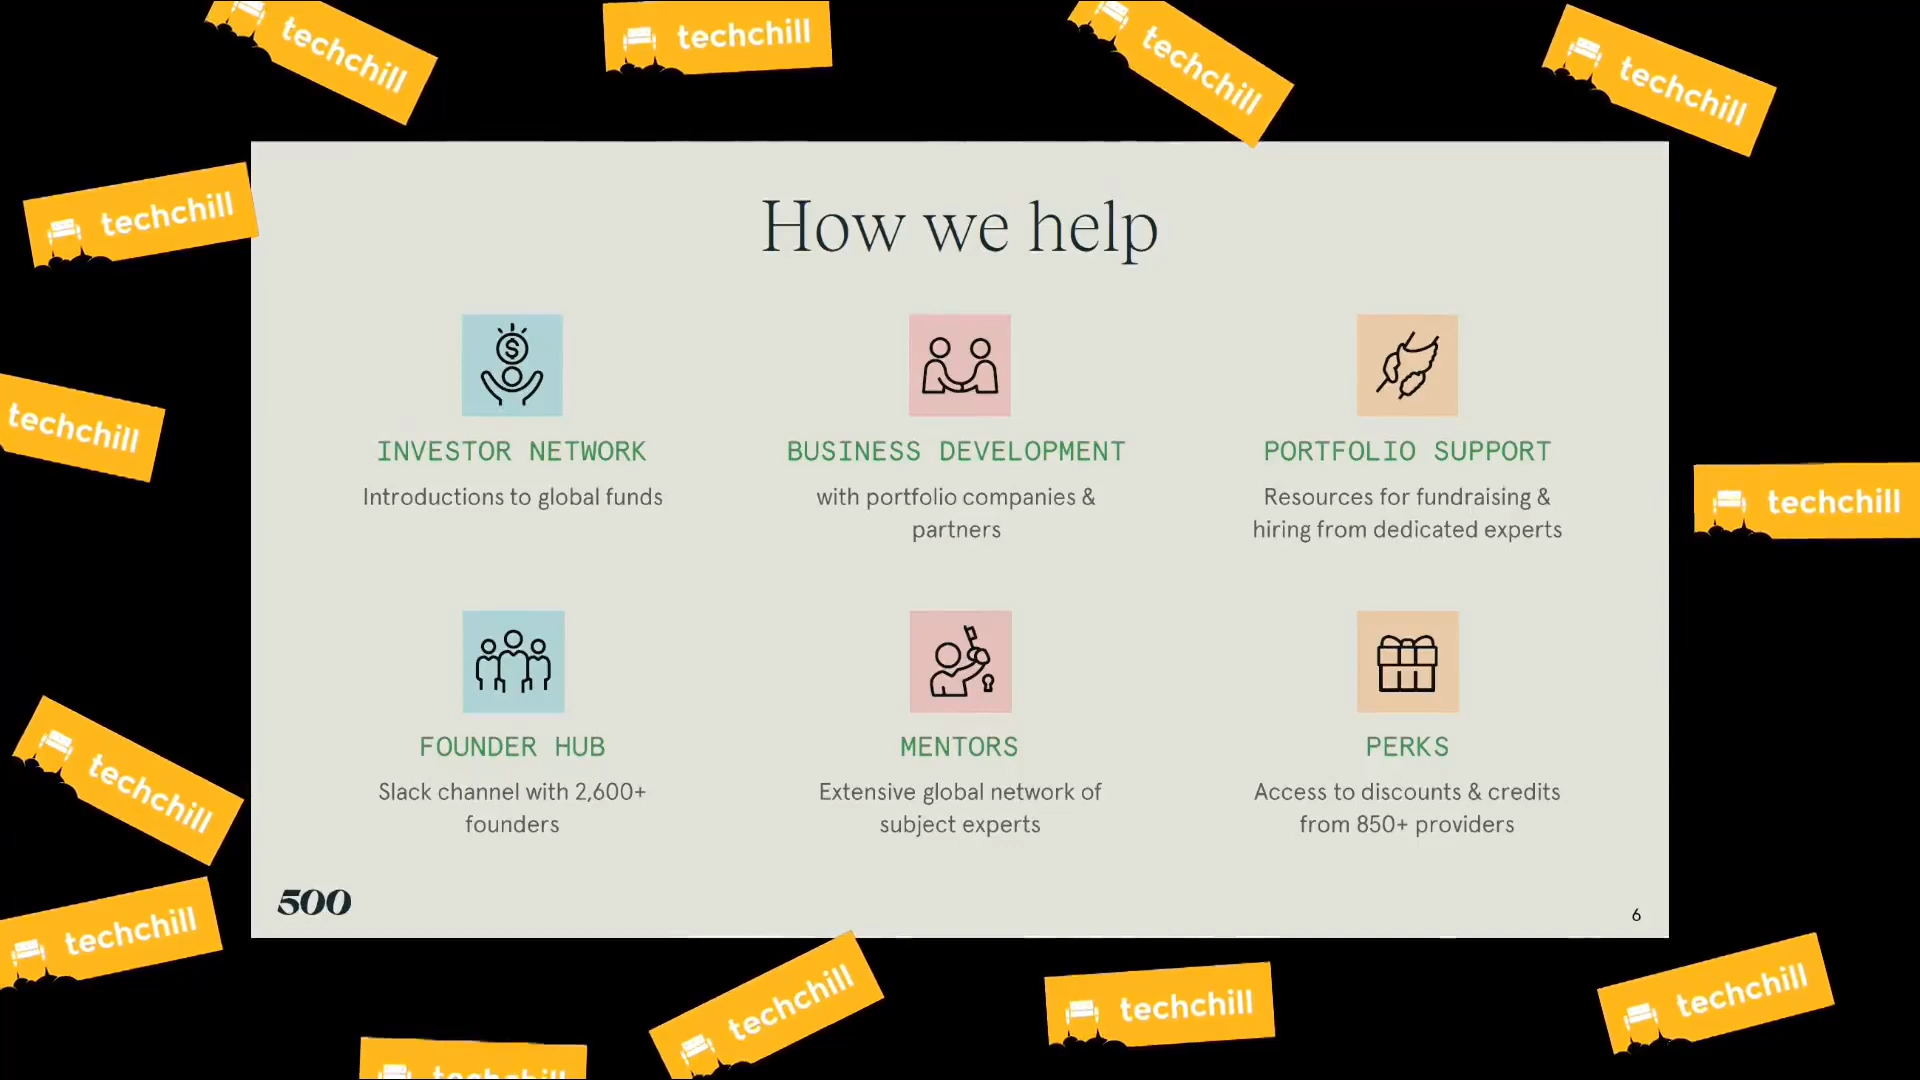 techchill
techchill
techchill
techchill
techchill
How we help
techchill
techchill
INVESTOR NETWORK
Introductions to global funds
BUSINESS DEVELOPMENT
with portfolio companies &
partners
PORTFOLIO SUPPORT
Resources for fundraising &
hiring from dedicated experts
FOUNDER HUB
Slack channel with 2,600+
founders
MENTORS
Extensive global network of
subject experts
PERKS
Access to discounts & credits
from 850+ providers
techchill
500
6
techchill
techchill
techchill
techchill
techchill